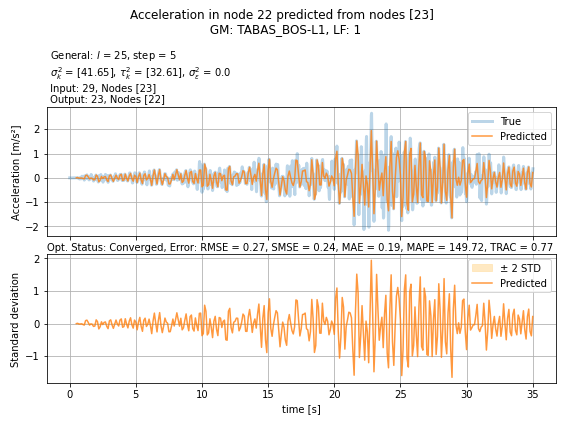 Acceleration in node 22 predicted from nodes [23]
GM: TABAS_BOS-L1, LF: 1
General: l = 25, step = 5
σ²ₖ = [41.65], τ²ₖ = [32.61], σ²ε = 0.0
Input: 29, Nodes [23]
Output: 23, Nodes [22]
Acceleration [m/s²]
2
1
0
−1
−2
True
Predicted
Opt. Status: Converged, Error: RMSE = 0.27, SMSE = 0.24, MAE = 0.19, MAPE = 149.72, TRAC = 0.77
Standard deviation
1
0
−1
± 2 STD
Predicted
0 5 10 15 20 25 30 35
time [s]